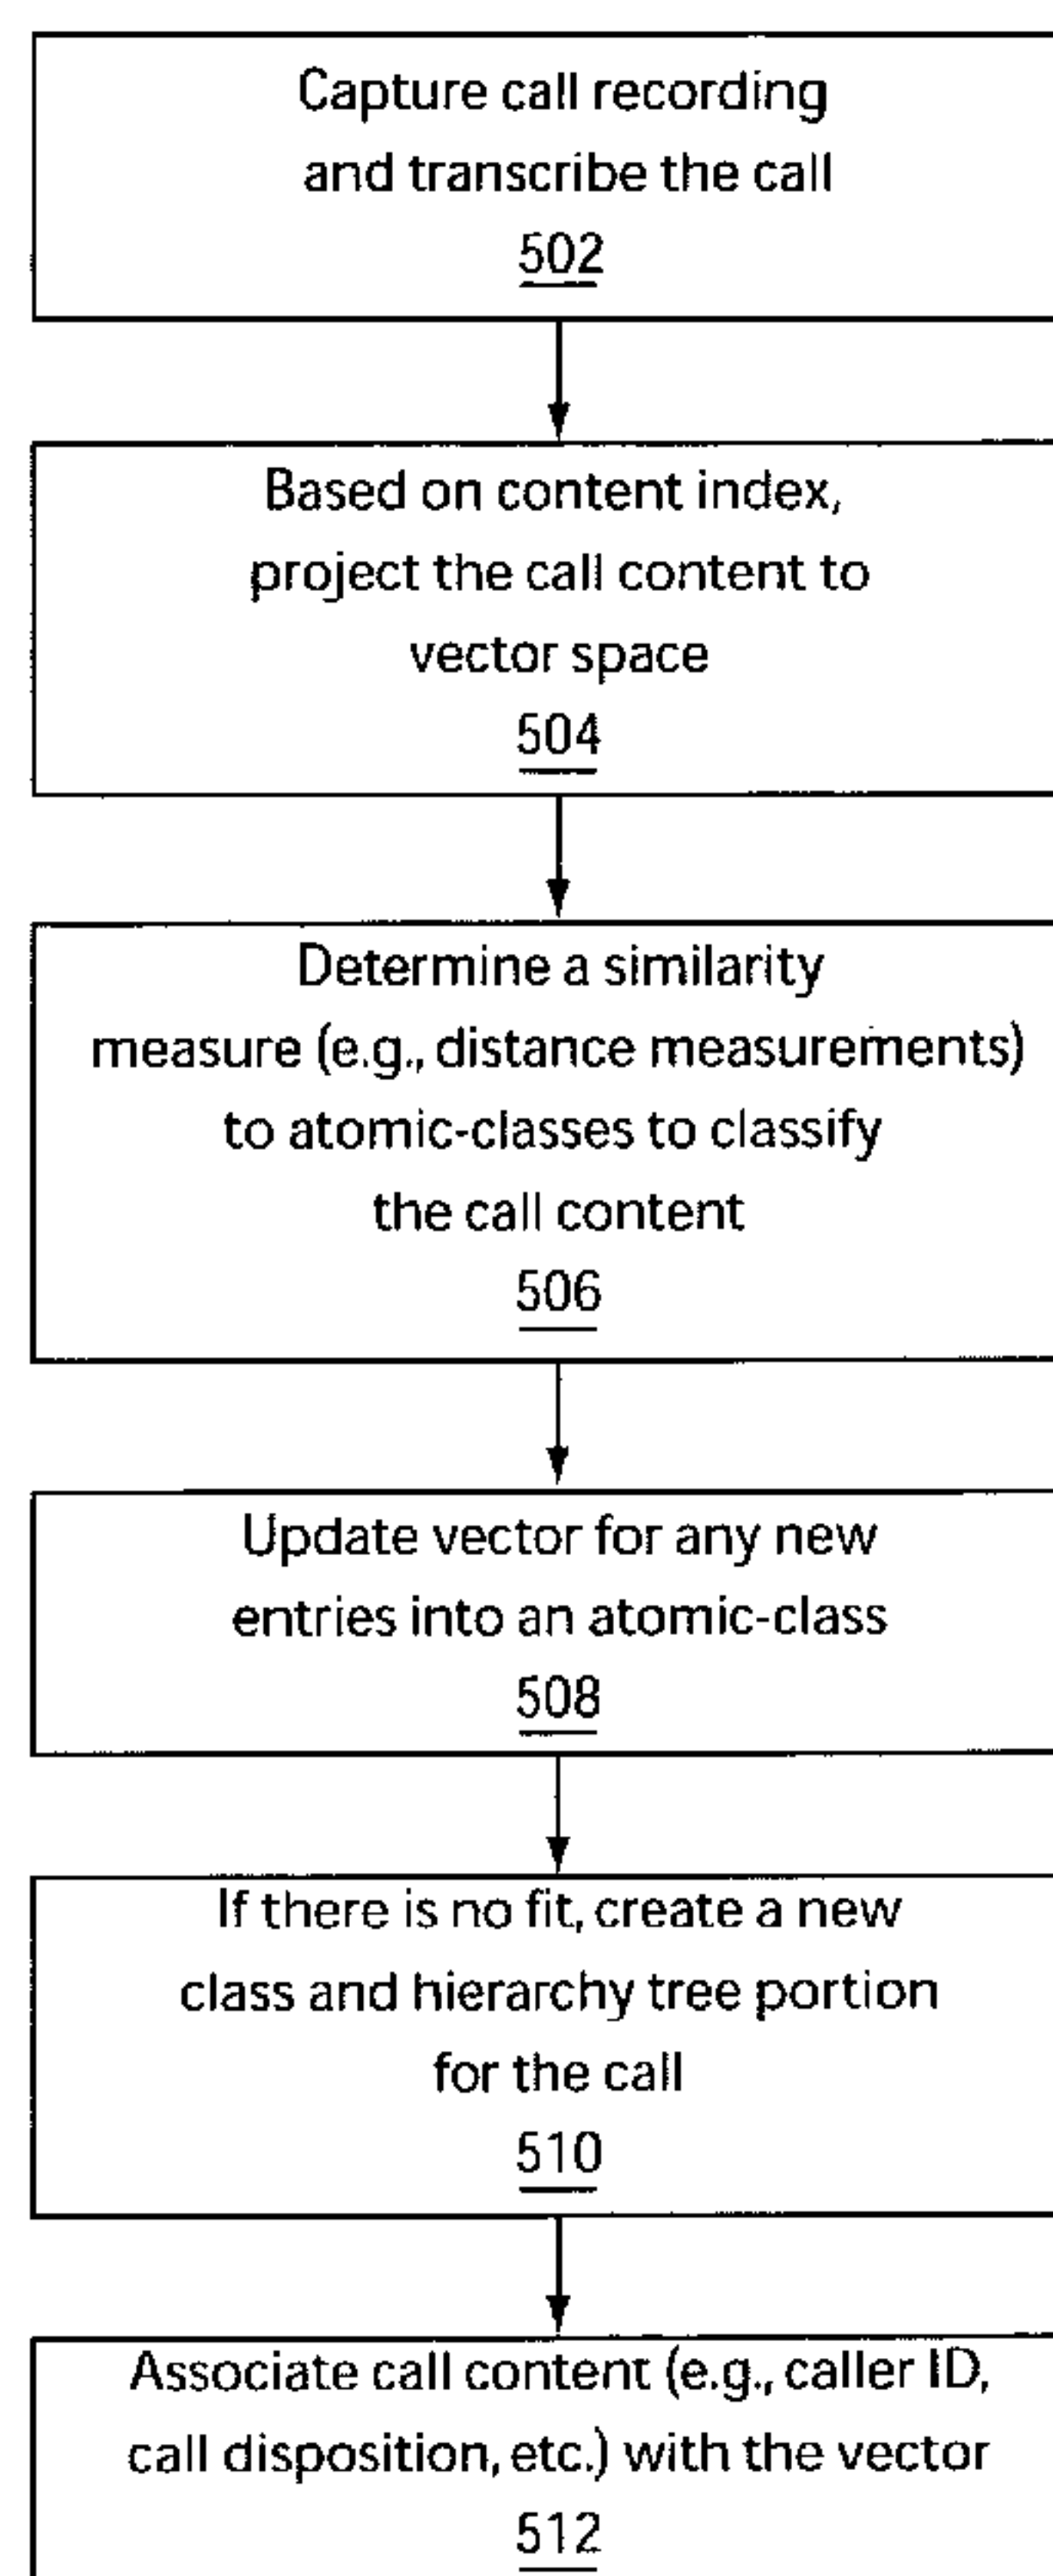 Capture call recording
and transcribe the call
502
Based on content index,
project the call content to
vector space
504
Determine a similarity
measure (e.g., distance measurements)
to atomic-classes to classify
the call content
506
Update vector for any new
entries into an atomic-class
508
If there is no fit, create a new
class and hierarchy tree portion
for the call
510
Associate call content (e.g., caller ID,
call disposition, etc.) with the vector
512